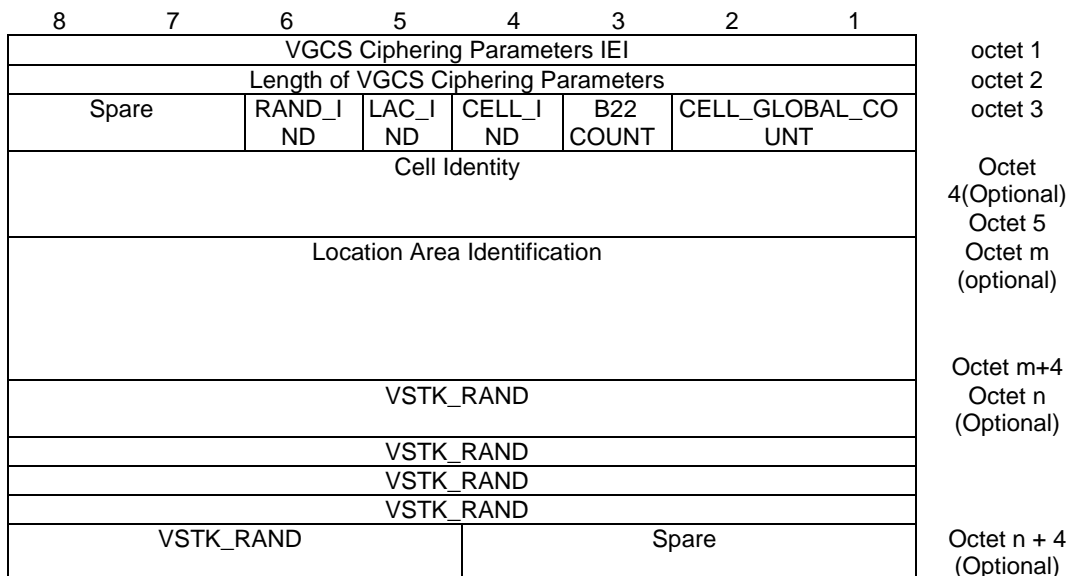 8 7 6 5 4 3 2 1
VGCS Ciphering Parameters IEI octet 1
Length of VGCS Ciphering Parameters octet 2
Spare RAND_I LAC_I CELL_I B22 CELL_GLOBAL_CO octet 3
ND ND ND COUNT UNT
Cell Identity Octet
4(Optional)
Octet 5
Location Area Identification Octet m
(optional)
Octet m+4
VSTK_RAND Octet n
(Optional)
VSTK_RAND
VSTK_RAND
VSTK_RAND
VSTK_RAND Spare Octet n + 4
(Optional)